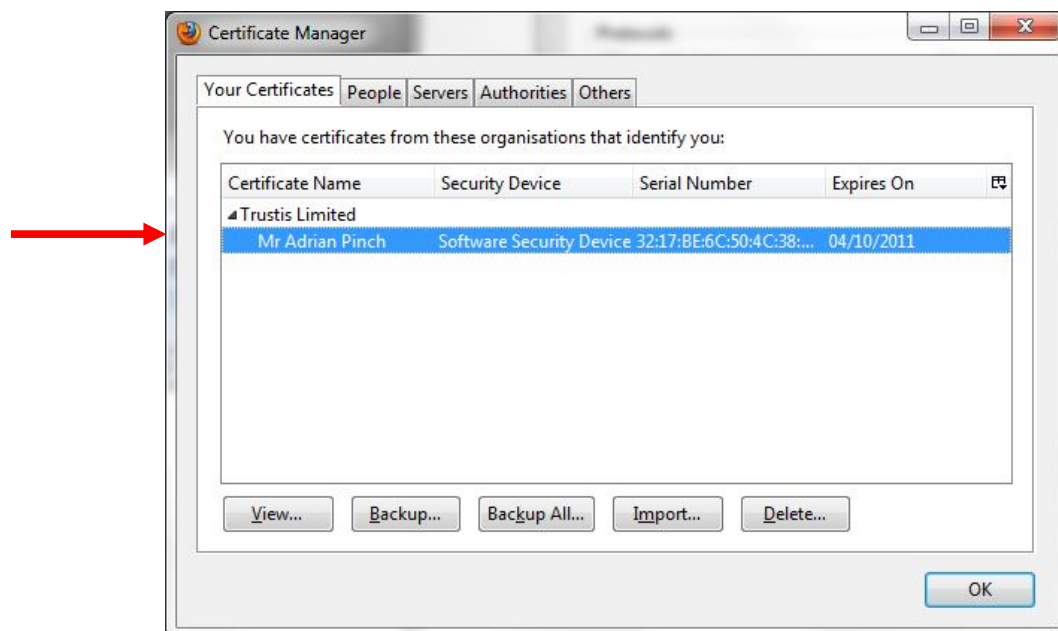 Certificate Manager
Your Certificates People Servers Authorities Others
You have certificates from these organisations that identify you:
Certificate Name Security Device Serial Number Expires On
Trustis Limited
Mr Adrian Pinch Software Security Device 32:17:BE:6C:50:4C:38:... 04/10/2011
View... Backup... Backup All... Import... Delete...
OK